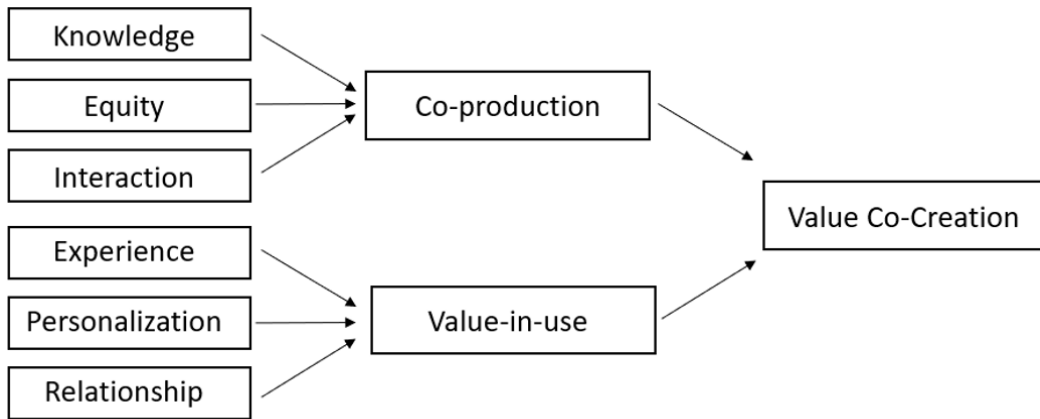 Knowledge
Equity
Interaction
Co-production
Experience
Personalization
Relationship
Value-in-use
Value Co-Creation